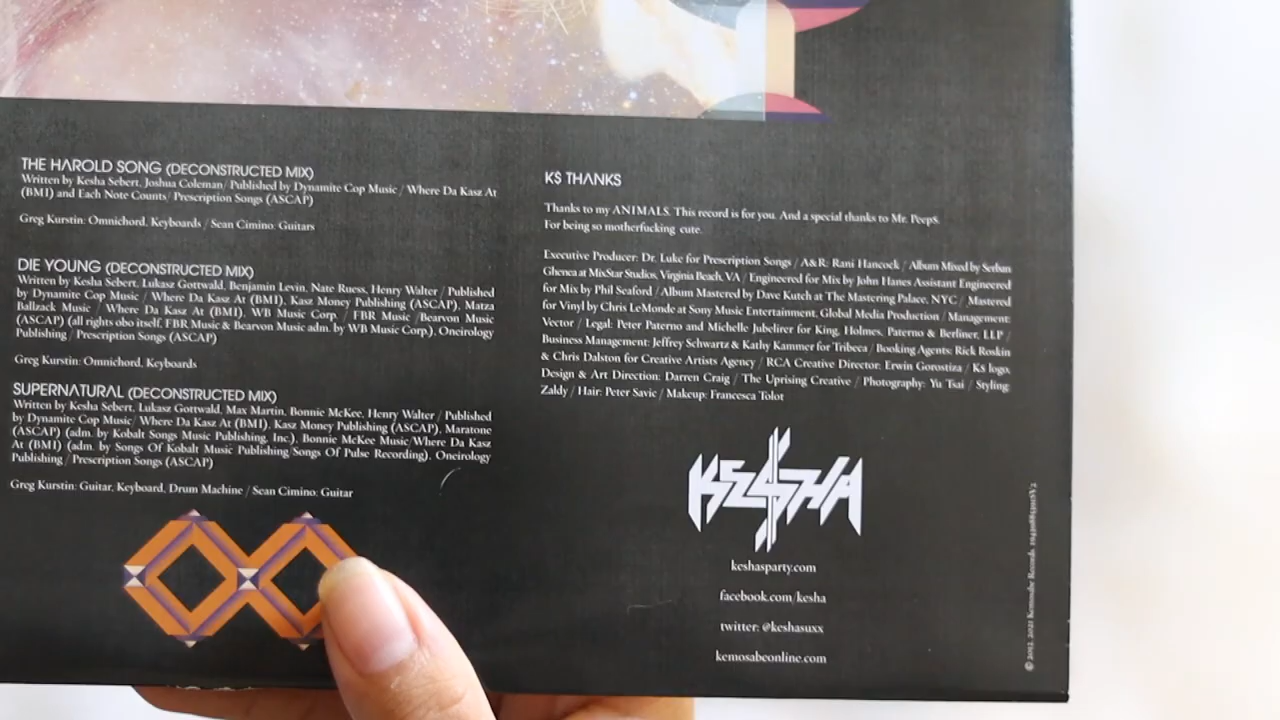 THE HAROLD SONG (DECONSTRUCTED MIX)
Written by Kesha Sebert, Joshua Coleman/ Published by Dynamite Cop Music / Where Da Kasz At
(BMI) and Each Note Counts/ Prescription Songs (ASCAP)
Greg Kurstin: Omnichord, Keyboards / Sean Cimino: Guitars
DIE YOUNG (DECONSTRUCTED MIX)
Written by Kesha Sebert, Lukasz Gottwald, Benjamin Levin, Nate Ruess, Henry Walter / Published
by Dynamite Cop Music / Where Da Kasz At (BMI), Kasz Money Publishing (ASCAP), Matza
Ballzack Music / Where Da Kasz At (BMI), WB Music Corp. / FBR Music /Bearvon Music
(ASCAP) (all rights obo itself, FBR Music & Bearvon Music adm. by WB Music Corp.), Oneirology
Publishing / Prescription Songs (ASCAP)
Greg Kurstin: Omnichord, Keyboards
SUPERNATURAL (DECONSTRUCTED MIX)
Written by Kesha Sebert, Lukasz Gottwald, Max Martin, Bonnie McKee, Henry Walter / Published
by Dynamite Cop Music/ Where Da Kasz At (BMI), Kasz Money Publishing (ASCAP), Maratone
(ASCAP) (adm. by Kobalt Songs Music Publishing, Inc.), Bonnie McKee Music/Where Da Kasz
At (BMI) (adm. by Songs Of Kobalt Music Publishing/Songs Of Pulse Recording), Oneirology
Publishing / Prescription Songs (ASCAP)
Greg Kurstin: Guitar, Keyboard, Drum Machine / Sean Cimino: Guitar
K$ THANKS
Thanks to my ANIMALS. This record is for you. And a special thanks to Mr. Peep$.
For being so motherfucking cute.
Executive Producer: Dr. Luke for Prescription Songs / A&R: Rani Hancock / Album Mixed by Serban
Ghenea at MixStar Studios, Virginia Beach, VA / Engineered for Mix by John Hanes Assistant Engineered
for Mix by Phil Seaford / Album Mastered by Dave Kutch at The Mastering Palace, NYC / Mastered
for Vinyl by Chris LeMonde at Sony Music Entertainment, Global Media Production / Management:
Vector / Legal: Peter Paterno and Michelle Jubelirer for King, Holmes, Paterno & Berliner, LLP /
Business Management: Jeffrey Schwartz & Kathy Kammer for Tribeca / Booking Agents: Rick Roskin
& Chris Dalston for Creative Artists Agency / RCA Creative Director: Erwin Gorostiza / K$ logo,
Design & Art Direction: Darren Craig / The Uprising Creative / Photography: Yu Tsai / Styling:
Zaldy / Hair: Peter Savic / Makeup: Francesca Tolot
KE$HA
keshasparty.com
facebook.com/kesha
twitter: @keshasuxx
kemosabeonline.com
© 2012, 2021 Kemosabe Records